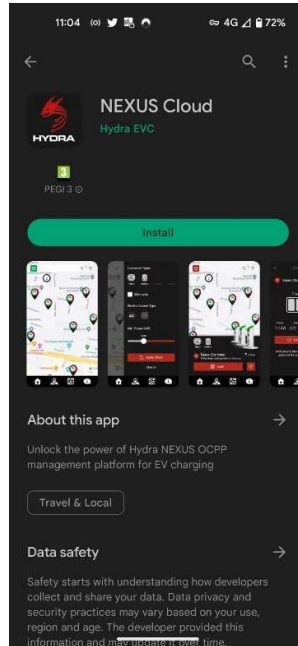 11:04
4G 72%
HYDRA
NEXUS Cloud
Hydra EVC
3
PEGI 3
Install
About this app
Unlock the power of Hydra NEXUS OCPP
management platform for EV charging
Travel & Local
Data safety
Safety starts with understanding how developers
collect and share your data. Data privacy and
security practices may vary based on your use,
region and age. The developer provided this
information and may update it over time.